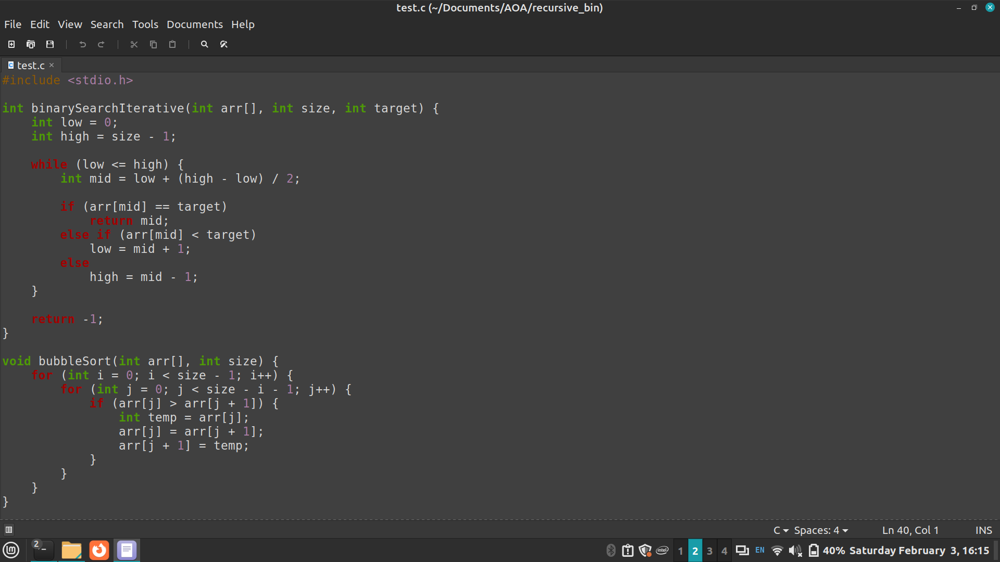 test.c (~/Documents/AOA/recursive_bin)
File Edit View Search Tools Documents Help
test.c
#include <stdio.h>

int binarySearchIterative(int arr[], int size, int target) {
    int low = 0;
    int high = size - 1;

    while (low <= high) {
        int mid = low + (high - low) / 2;

        if (arr[mid] == target)
            return mid;
        else if (arr[mid] < target)
            low = mid + 1;
        else
            high = mid - 1;
    }

    return -1;
}

void bubbleSort(int arr[], int size) {
    for (int i = 0; i < size - 1; i++) {
        for (int j = 0; j < size - i - 1; j++) {
            if (arr[j] > arr[j + 1]) {
                int temp = arr[j];
                arr[j] = arr[j + 1];
                arr[j + 1] = temp;
            }
        }
    }
}
C Spaces: 4 Ln 40, Col 1 INS
2 intel 1 2 3 4 EN 40% Saturday February 3, 16:15